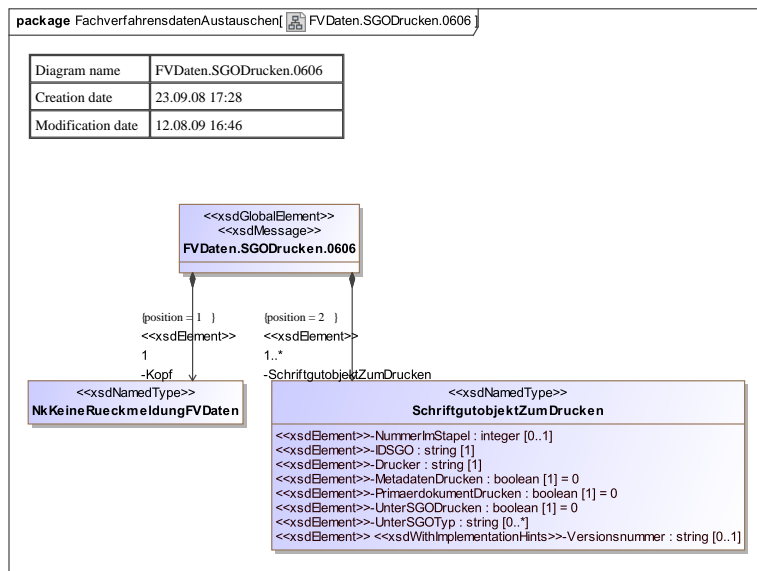 package FachverfahrensdatenAustauschen[ FVDaten.SGODrucken.0606 ]
Diagram name FVDaten.SGODrucken.0606
Creation date 23.09.08 17:28
Modification date 12.08.09 16:46
<<xsdGlobalElement>>
<<xsdMessage>>
FVDaten.SGODrucken.0606
{position = 1 }
<<xsdElement>>
1
-Kopf
{position = 2 }
<<xsdElement>>
1..*
-SchriftgutobjektZumDrucken
<<xsdNamedType>>
NkKeineRueckmeldungFVDaten
<<xsdNamedType>>
SchriftgutobjektZumDrucken
<<xsdElement>>-NummerImStapel : integer [0..1]
<<xsdElement>>-IDSGO : string [1]
<<xsdElement>>-Drucker : string [1]
<<xsdElement>>-MetadatenDrucken : boolean [1] = 0
<<xsdElement>>-PrimaerdokumentDrucken : boolean [1] = 0
<<xsdElement>>-UnterSGODrucken : boolean [1] = 0
<<xsdElement>>-UnterSGOTyp : string [0..*]
<<xsdElement>> <<xsdWithImplementationHints>>-Versionsnummer : string [0..1]